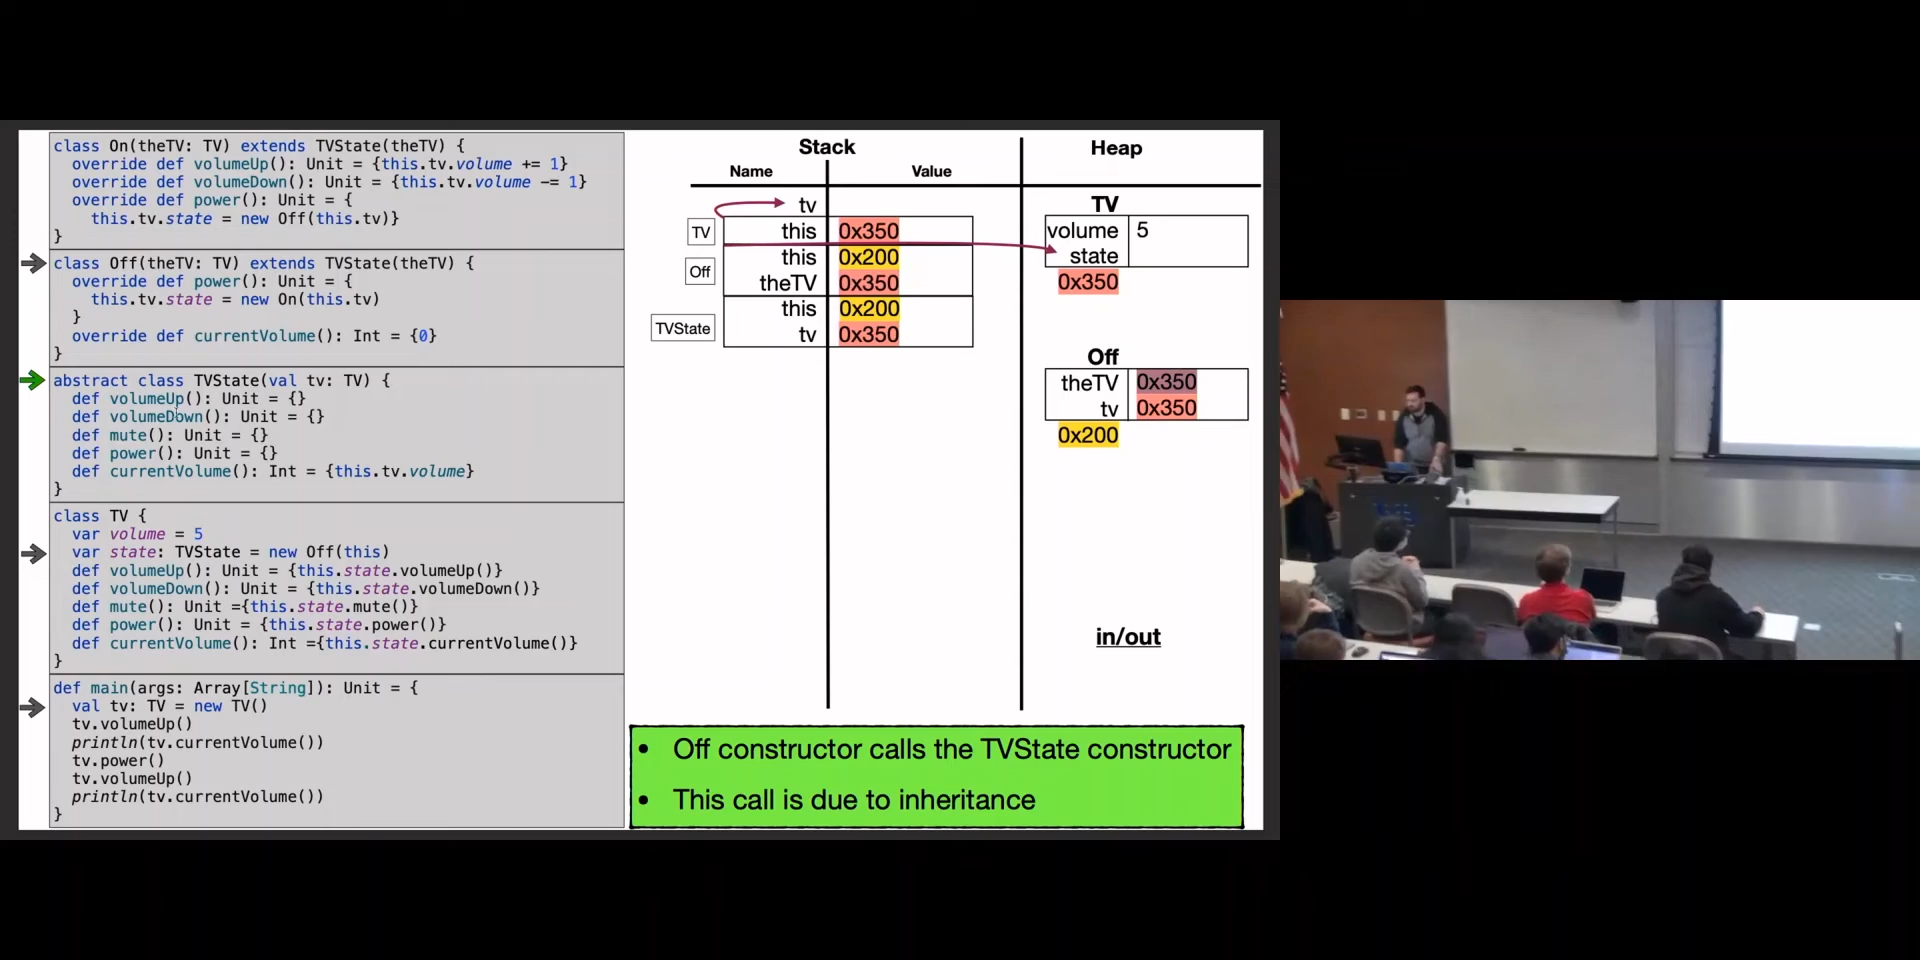 class On(theTV: TV) extends TVState(theTV) {
override def volumeUp(): Unit = {this.tv.volume += 1}
override def volumeDown(): Unit = {this.tv.volume -= 1}
override def power(): Unit = {
this.tv.state = new Off(this.tv)}
}
class Off(theTV: TV) extends TVState(theTV) {
override def power(): Unit = {
this.tv.state = new On(this.tv)
}
override def currentVolume(): Int = {0}
}
abstract class TVState(val tv: TV) {
def volumeUp(): Unit = {}
def volumeDown(): Unit = {}
def mute(): Unit = {}
def power(): Unit = {}
def currentVolume(): Int = {this.tv.volume}
}
class TV {
var volume = 5
var state: TVState = new Off(this)
def volumeUp(): Unit = {this.state.volumeUp()}
def volumeDown(): Unit = {this.state.volumeDown()}
def mute(): Unit ={this.state.mute()}
def power(): Unit = {this.state.power()}
def currentVolume(): Int ={this.state.currentVolume()}
}
def main(args: Array[String]): Unit = {
val tv: TV = new TV()
tv.volumeUp()
println(tv.currentVolume())
tv.power()
tv.volumeUp()
println(tv.currentVolume())
}
Stack
Name Value
tv
TV this 0x350
Off this 0x200
theTV 0x350
TVState this 0x200
tv 0x350
Heap
TV
volume 5
state
0x350
Off
theTV 0x350
tv 0x350
0x200
in/out
• Off constructor calls the TVState constructor
• This call is due to inheritance